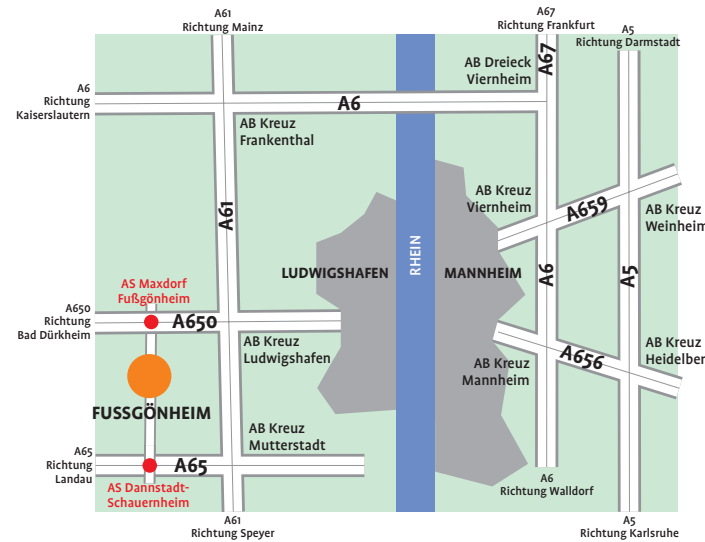 A61
Richtung Mainz
A67
Richtung Frankfurt
A5
Richtung Darmstadt
AB Dreieck
Viernheim
A67
A6
Richtung
Kaiserslautern
A6
AB Kreuz
Frankenthal
AB Kreuz
Viernheim
A659
AB Kreuz
Weinheim
A61
RHEIN
LUDWIGSHAFEN
MANNHEIM
A6
A5
AS Maxdorf
Fußgönheim
A650
Richtung
Bad Dürkheim
A650
AB Kreuz
Ludwigshafen
AB Kreuz
Mannheim
A656
AB Kreuz
Heidelber
FUSSGÖNHEIM
AB Kreuz
Mutterstadt
A65
Richtung
Landau
A65
AS Dannstadt-
Schauernheim
A6
Richtung Walldorf
A61
Richtung Speyer
A5
Richtung Karlsruhe